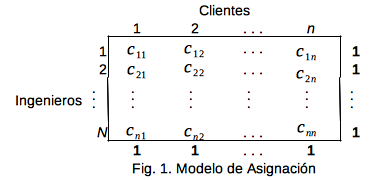 Clientes
1 2 . . . n
1 c11 c12 . . . c1n 1
2 c21 c22 . . . c2n 1
Ingenieros ⋮ ⋮ ⋮ ⋮ ⋮
N cn1 cn2 . . . cnn 1
1 1 . . . 1
Fig. 1. Modelo de Asignación